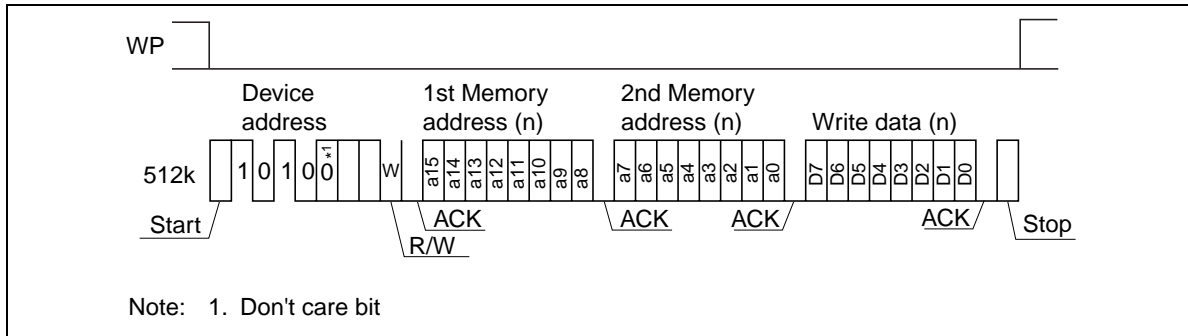 WP
Device address
1st Memory address (n)
2nd Memory address (n)
Write data (n)
512k
1 0 1 0 0*1 W a15 a14 a13 a12 a11 a10 a9 a8 a7 a6 a5 a4 a3 a2 a1 a0 D7 D6 D5 D4 D3 D2 D1 D0
Start
R/W
ACK
ACK
ACK
ACK
Stop
Note: 1. Don't care bit